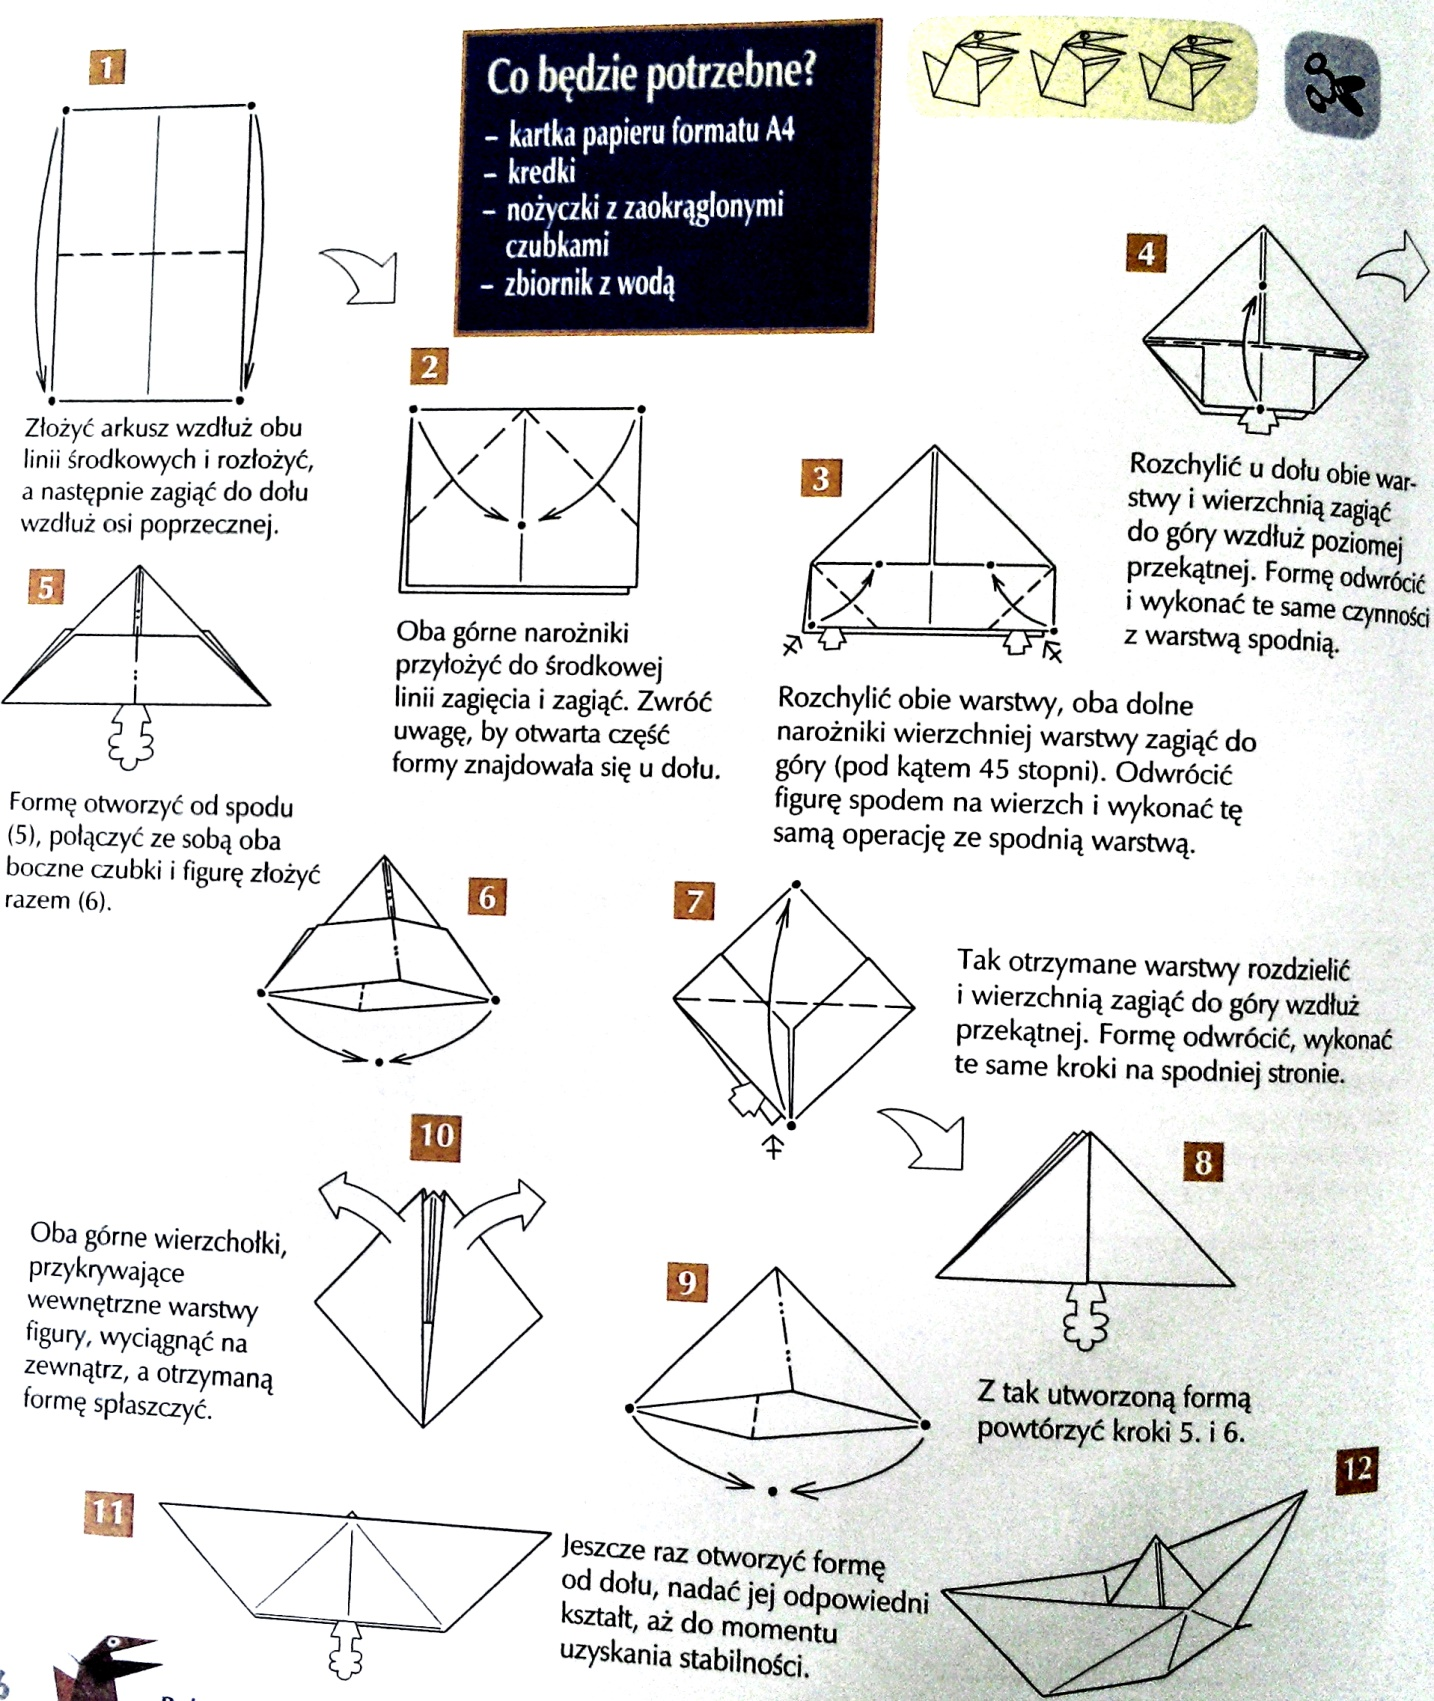 1
Co będzie potrzebne?
– kartka papieru formatu A4
– kredki
– nożyczki z zaokrąglonymi
czubkami
– zbiornik z wodą
Złożyć arkusz wzdłuż obu
linii środkowych i rozłożyć,
a następnie zagiąć do dołu
wzdłuż osi poprzecznej.
2
Oba górne narożniki
przyłożyć do środkowej
linii zagięcia i zagiąć. Zwróć
uwagę, by otwarta część
formy znajdowała się u dołu.
3
Rozchylić obie warstwy, oba dolne
narożniki wierzchniej warstwy zagiąć do
góry (pod kątem 45 stopni). Odwrócić
figurę spodem na wierzch i wykonać tę
samą operację ze spodnią warstwą.
4
Rozchylić u dołu obie war-
stwy i wierzchnią zagiąć
do góry wzdłuż poziomej
przekątnej. Formę odwrócić
i wykonać te same czynności
z warstwą spodnią.
5
Formę otworzyć od spodu
(5), połączyć ze sobą oba
boczne czubki i figurę złożyć
razem (6).
6
7
Tak otrzymane warstwy rozdzielić
i wierzchnią zagiąć do góry wzdłuż
przekątnej. Formę odwrócić, wykonać
te same kroki na spodniej stronie.
8
Z tak utworzoną formą
powtórzyć kroki 5. i 6.
9
10
Oba górne wierzchołki,
przykrywające
wewnętrzne warstwy
figury, wyciągnąć na
zewnątrz, a otrzymaną
formę spłaszczyć.
11
Jeszcze raz otworzyć formę
od dołu, nadać jej odpowiedni
kształt, aż do momentu
uzyskania stabilności.
12